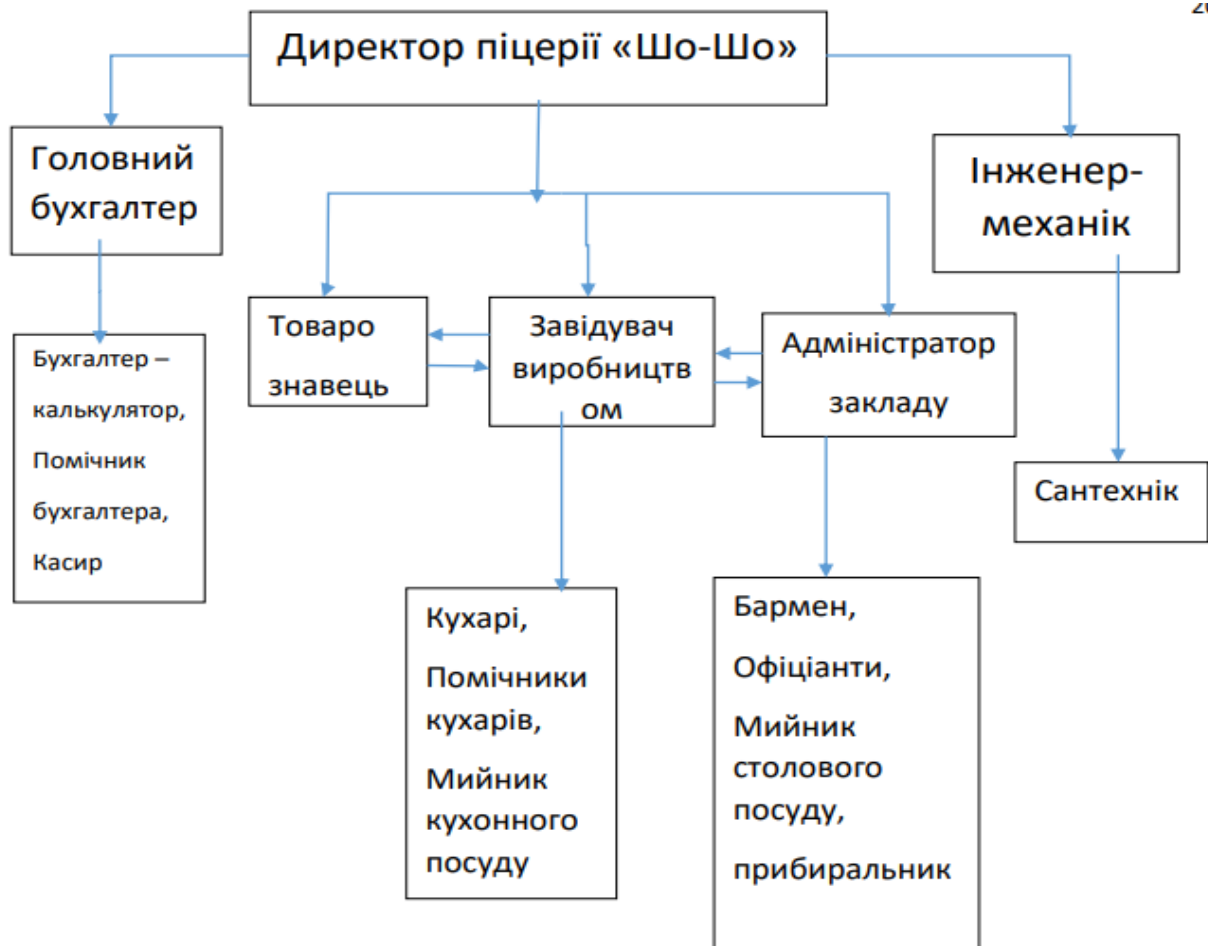 Директор піцерії «Шо-Шо»
Головний
бухгалтер
Інженер-
механік
Товаро
знавець
Завідувач
виробництв
ом
Адміністратор
закладу
Бухгалтер –
калькулятор,
Помічник
бухгалтера,
Касир
Сантехнік
Кухарі,
Помічники
кухарів,
Мийник
кухонного
посуду
Бармен,
Офіціанти,
Мийник
столового
посуду,
прибиральник